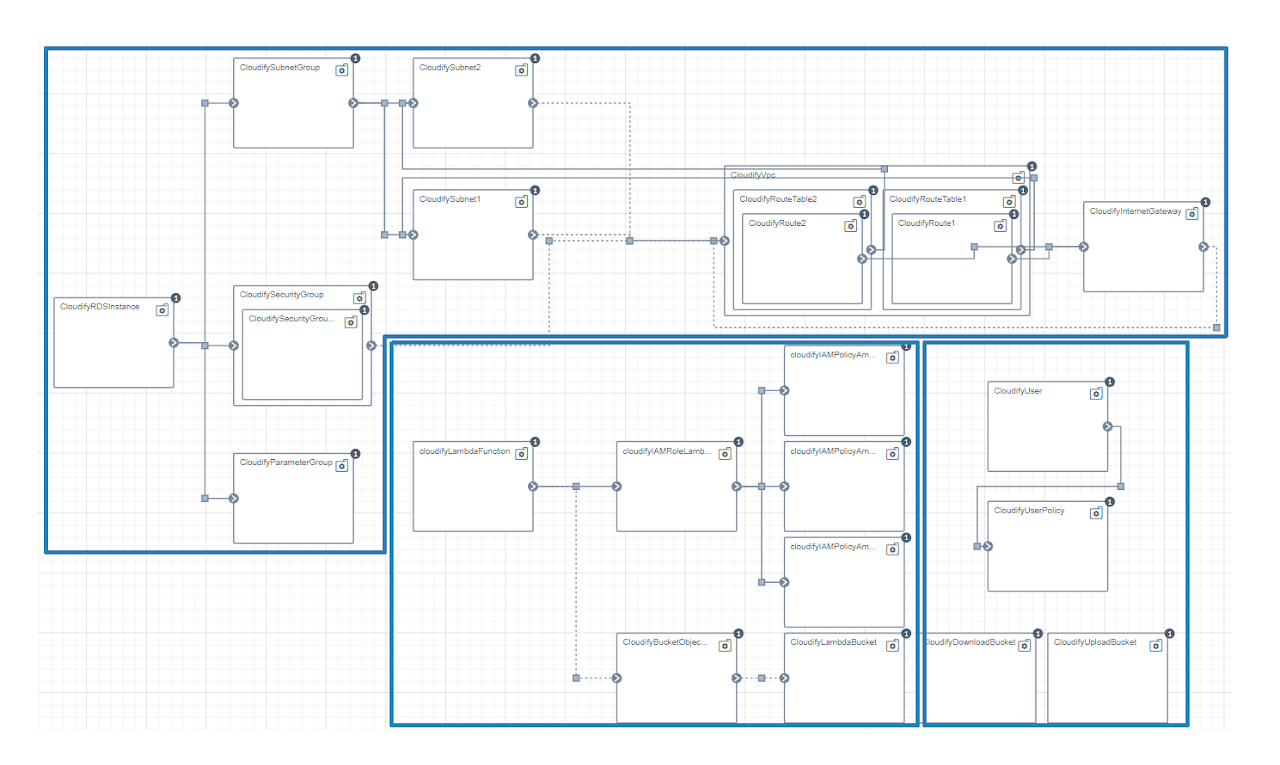 CloudifySubnetGroup
1
CloudifySubnet2
1
CloudifyVpc
1
CloudifySubnet1
1
CloudifyRouteTable2
1
CloudifyRouteTable1
1
CloudifyInternetGateway
1
CloudifyRoute2
1
CloudifyRoute1
1
CloudifyRDSInstance
1
CloudifySecurityGroup
1
CloudifySecurityGrou...
1
cloudifyIAMPolicyAm...
1
CloudifyUser
1
CloudifyParameterGroup
1
cloudifyLambdaFunction
1
cloudifyIAMRoleLamb...
1
cloudifyIAMPolicyAm...
1
CloudifyUserPolicy
1
cloudifyIAMPolicyAm...
1
CloudifyBucketObjec...
1
CloudifyLambdaBucket
1
CloudifyDownloadBucket
1
CloudifyUploadBucket
1